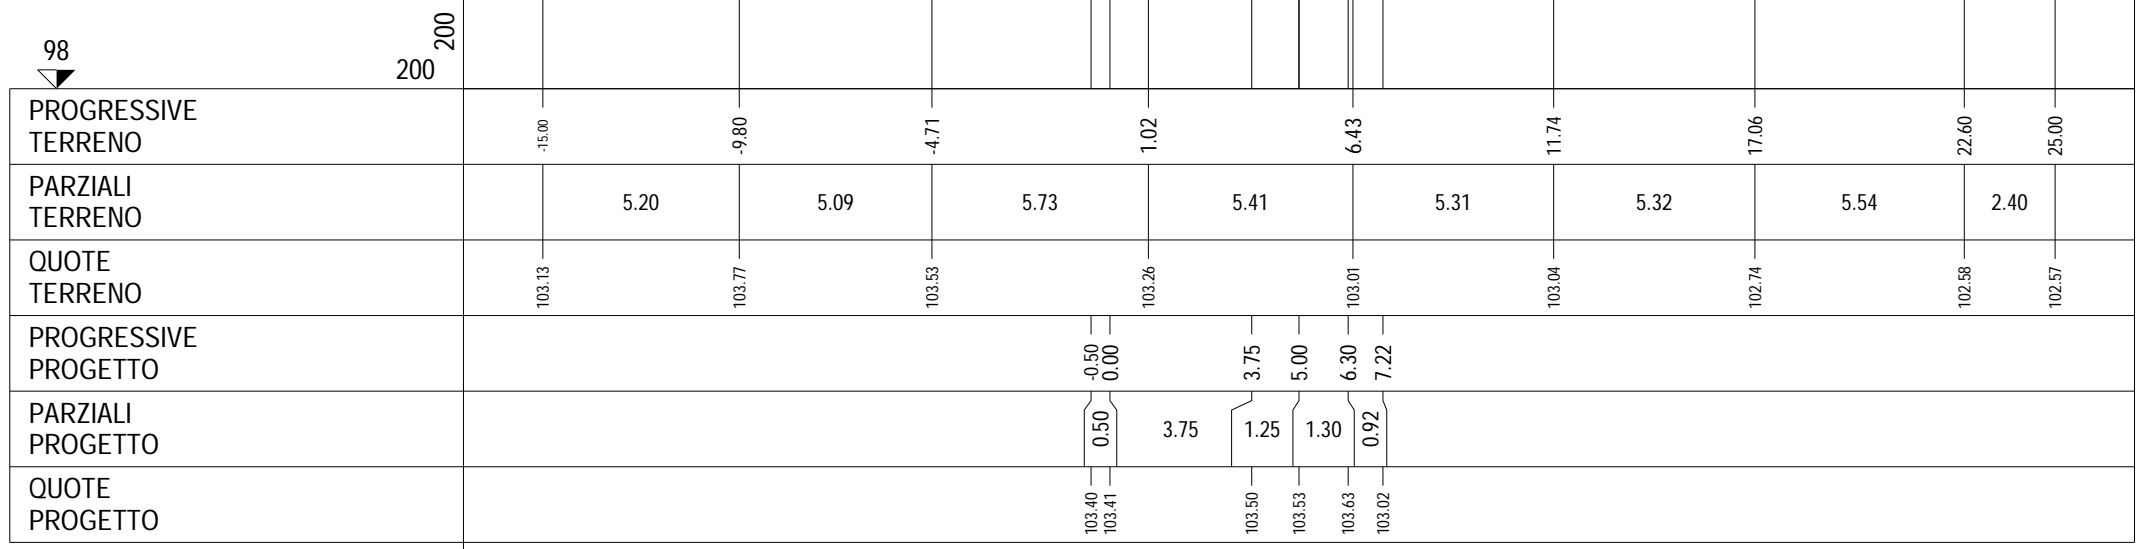 200
98
200
PROGRESSIVE
TERRENO
-15.00 -9.80 -4.71 1.02 6.43 11.74 17.06 22.60 25.00
PARZIALI
TERRENO
5.20 5.09 5.73 5.41 5.31 5.32 5.54 2.40
QUOTE
TERRENO
103.13 103.77 103.53 103.26 103.01 103.04 102.74 102.58 102.57
PROGRESSIVE
PROGETTO
-0.50 0.00 3.75 5.00 6.30 7.22
PARZIALI
PROGETTO
0.50 3.75 1.25 1.30 0.92
QUOTE
PROGETTO
103.40 103.41 103.50 103.53 103.63 103.02